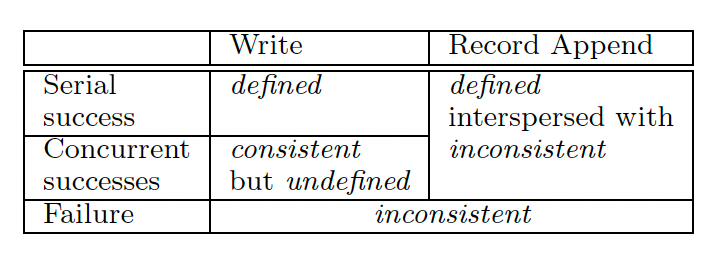 Write Record Append
Serial success defined defined interspersed with inconsistent
Concurrent successes consistent but undefined
Failure inconsistent